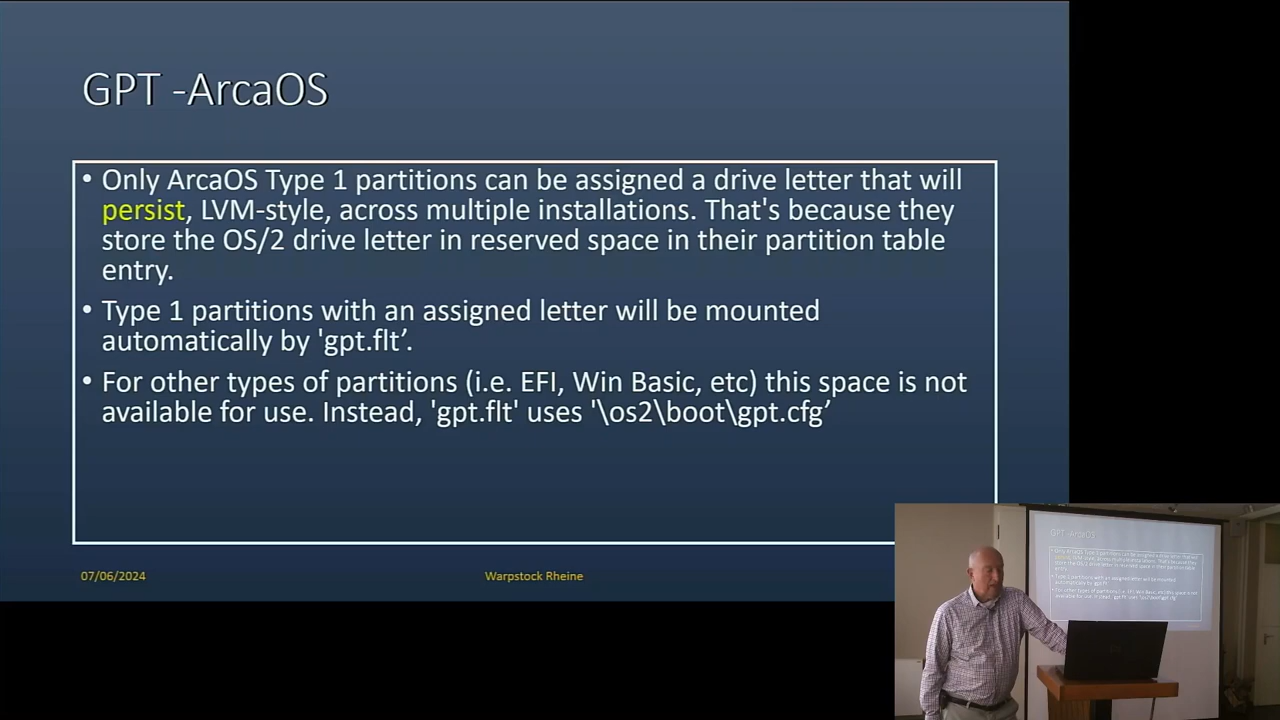 GPT -ArcaOS
• Only ArcaOS Type 1 partitions can be assigned a drive letter that will
persist, LVM-style, across multiple installations. That's because they
store the OS/2 drive letter in reserved space in their partition table
entry.
• Type 1 partitions with an assigned letter will be mounted
automatically by 'gpt.flt’.
• For other types of partitions (i.e. EFI, Win Basic, etc) this space is not
available for use. Instead, 'gpt.flt' uses '\os2\boot\gpt.cfg’
07/06/2024
Warpstock Rheine
GPT -ArcaOS